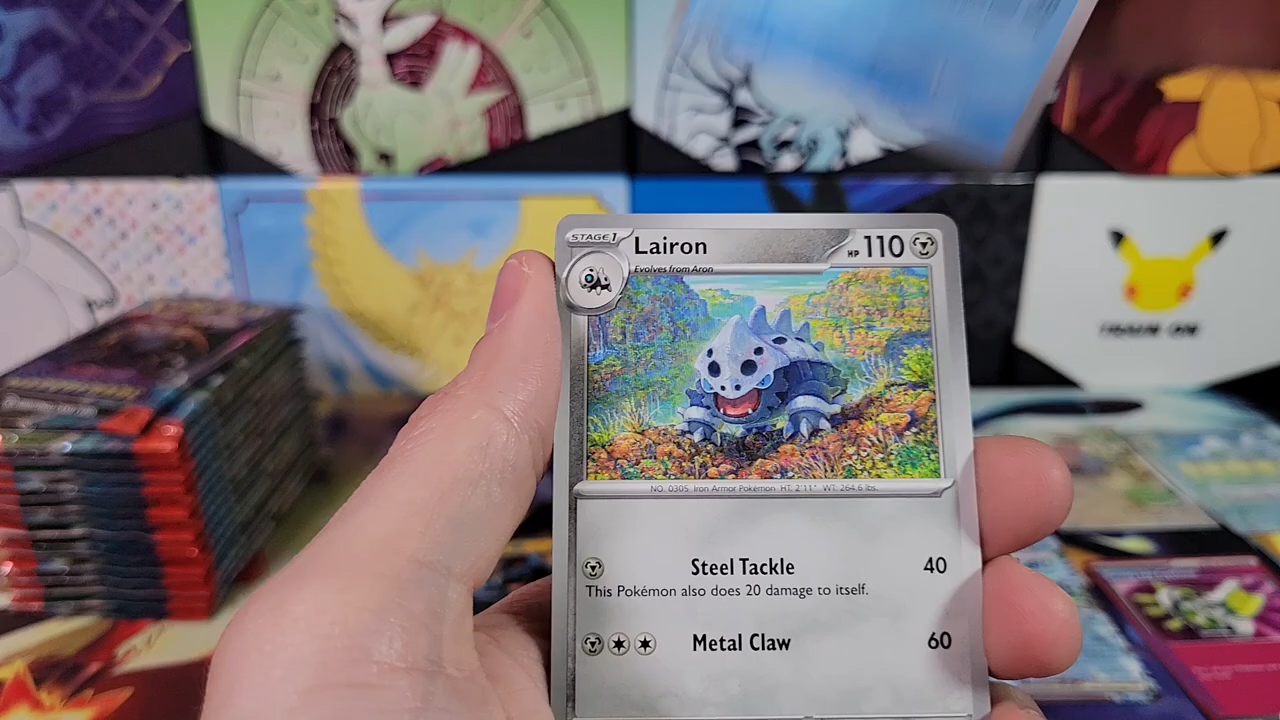 STAGE 1
Lairon
HP 110
Evolves from Aron
NO. 0305 Iron Armor Pokémon HT: 2'11" WT: 264.6 lbs.
Steel Tackle 40
This Pokémon also does 20 damage to itself.
Metal Claw 60